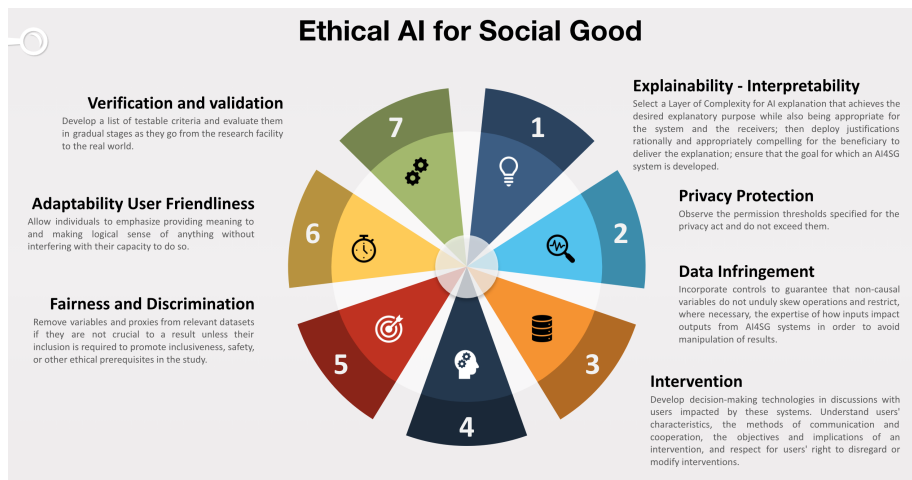 Ethical AI for Social Good
Explainability - Interpretability
Select a Layer of Complexity for AI explanation that achieves the
desired explanatory purpose while also being appropriate for
the system and the receivers; then deploy justifications
rationally and appropriately compelling for the beneficiary to
deliver the explanation; ensure that the goal for which an AI4SG
system is developed.
Privacy Protection
Observe the permission thresholds specified for the
privacy act and do not exceed them.
Data Infringement
Incorporate controls to guarantee that non-causal
variables do not unduly skew operations and restrict,
where necessary, the expertise of how inputs impact
outputs from AI4SG systems in order to avoid
manipulation of results.
Intervention
Develop decision-making technologies in discussions with
users impacted by these systems. Understand users'
characteristics, the methods of communication and
cooperation, the objectives and implications of an
intervention, and respect for users' right to disregard or
modify interventions.
Verification and validation
Develop a list of testable criteria and evaluate them
in gradual stages as they go from the research facility
to the real world.
Adaptability User Friendliness
Allow individuals to emphasize providing meaning to
and making logical sense of anything without
interfering with their capacity to do so.
Fairness and Discrimination
Remove variables and proxies from relevant datasets
if they are not crucial to a result unless their
inclusion is required to promote inclusiveness, safety,
or other ethical prerequisites in the study.
1
2
3
4
5
6
7